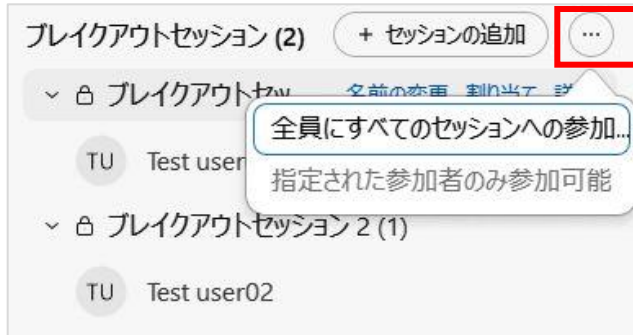 ブレイクアウトセッション (2) + セッションの追加 ...
ブレイクアウトセッ 名前の変更 割り当て
全員にすべてのセッションへの参加...
TU Test user
指定された参加者のみ参加可能
ブレイクアウトセッション 2 (1)
TU Test user02